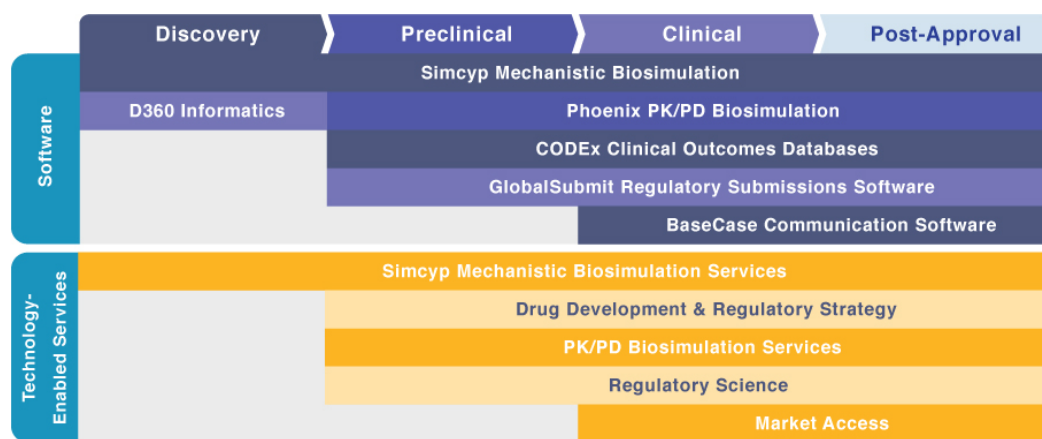 Discovery
Preclinical
Clinical
Post-Approval
Software
Simcyp Mechanistic Biosimulation
D360 Informatics
Phoenix PK/PD Biosimulation
CODEx Clinical Outcomes Databases
GlobalSubmit Regulatory Submissions Software
BaseCase Communication Software
Technology-
Enabled Services
Simcyp Mechanistic Biosimulation Services
Drug Development & Regulatory Strategy
PK/PD Biosimulation Services
Regulatory Science
Market Access